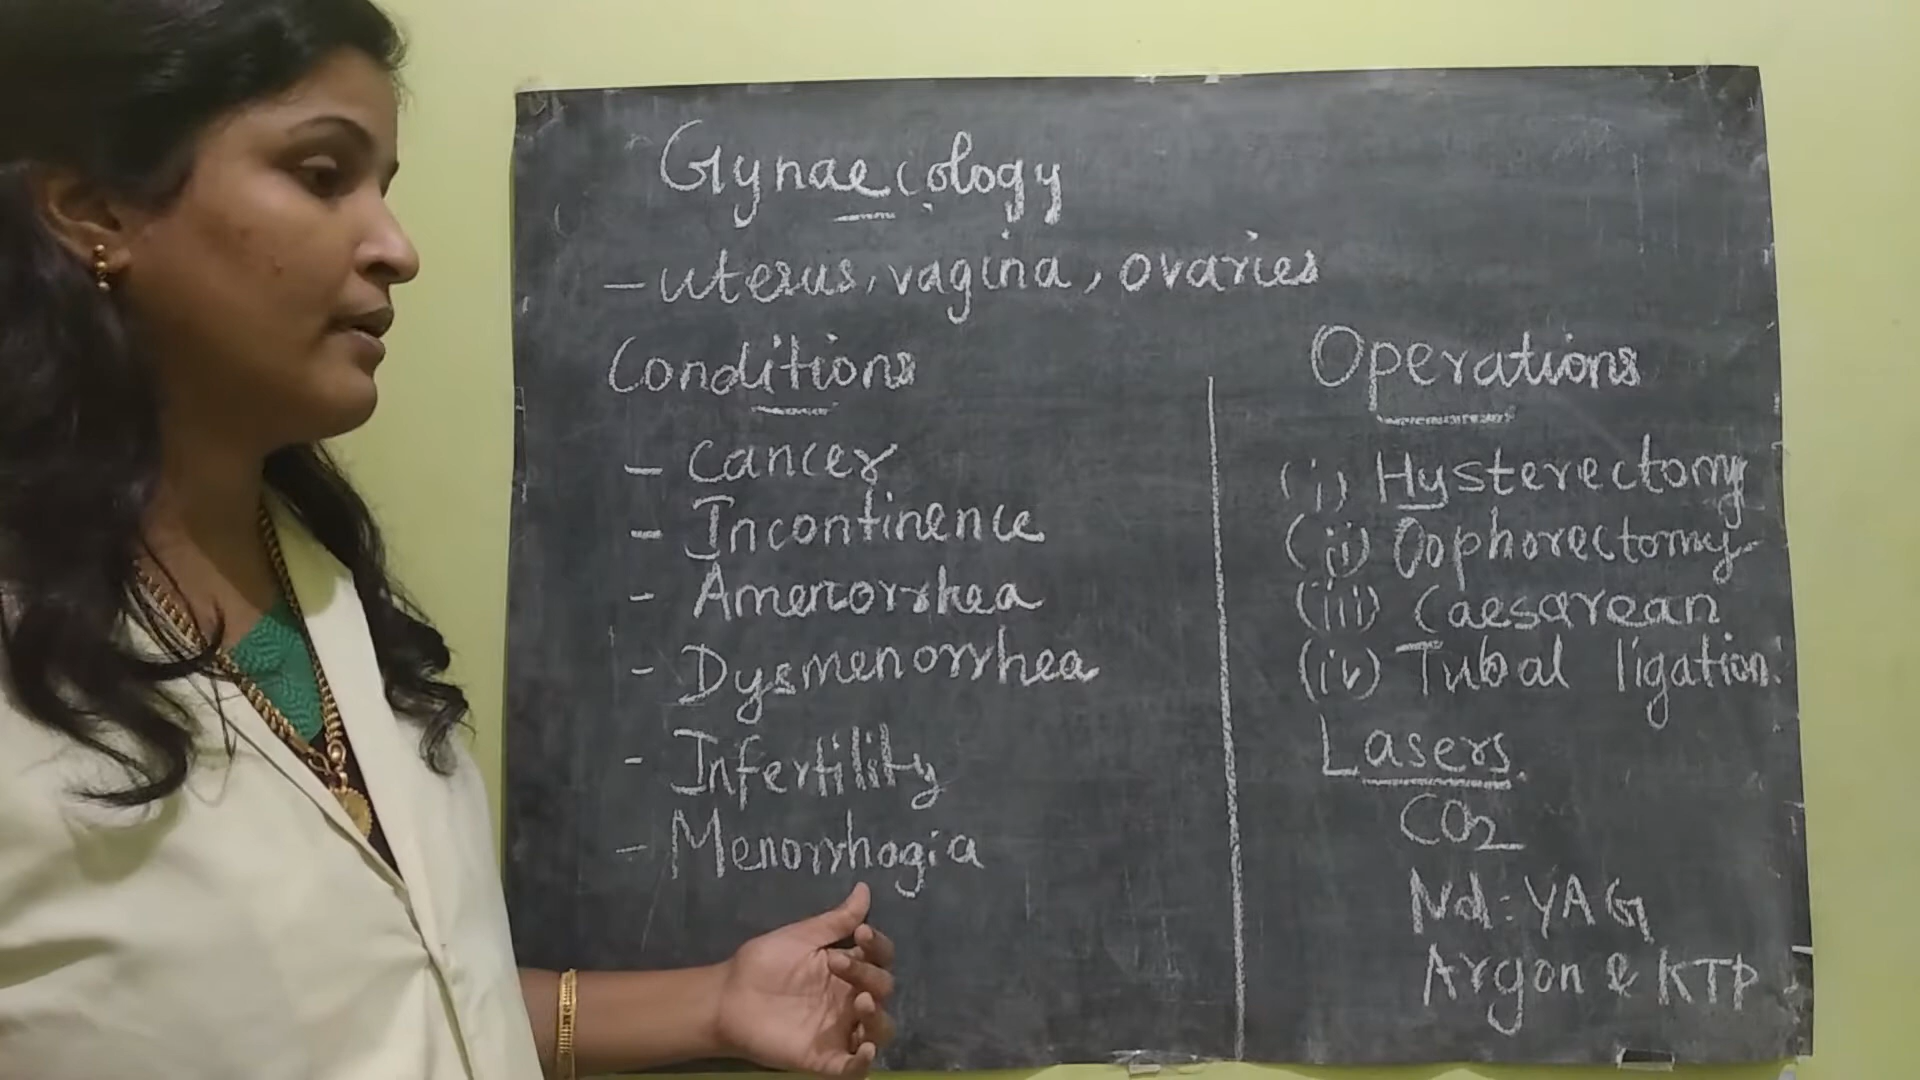 Gynaecology
- uterus, vagina, ovaries
Conditions
- Cancer
- Incontinence
- Amenorrhea
- Dysmenorrhea
- Infertility
- Menorrhagia
Operations
(i) Hysterectomy
(ii) Oophorectomy
(iii) Caesarean
(iv) Tubal ligation.
Lasers
CO2
Nd: YAG
Argon & KTP